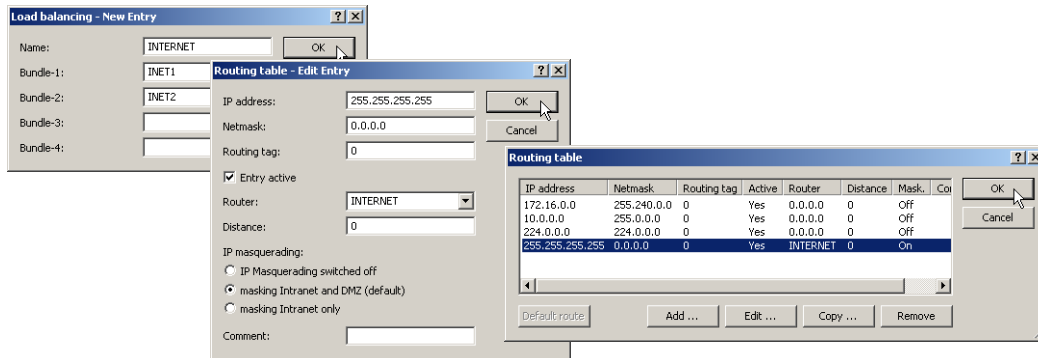 Load balancing - New Entry
Name: INTERNET OK
Bundle-1: INET1
Bundle-2: INET2
Bundle-3:
Bundle-4:
Routing table - Edit Entry
IP address: 255.255.255.255 OK
Netmask: 0.0.0.0 Cancel
Routing tag: 0
Entry active
Router: INTERNET
Distance: 0
IP masquerading:
IP Masquerading switched off
masking Intranet and DMZ (default)
masking Intranet only
Comment:
Routing table
IP address Netmask Routing tag Active Router Distance Mask. Co OK
172.16.0.0 255.240.0.0 0 Yes 0.0.0.0 0 Off
10.0.0.0 255.0.0.0 0 Yes 0.0.0.0 0 Off Cancel
224.0.0.0 224.0.0.0 0 Yes 0.0.0.0 0 Off
255.255.255.255 0.0.0.0 0 Yes INTERNET 0 On
Default route Add ... Edit ... Copy ... Remove